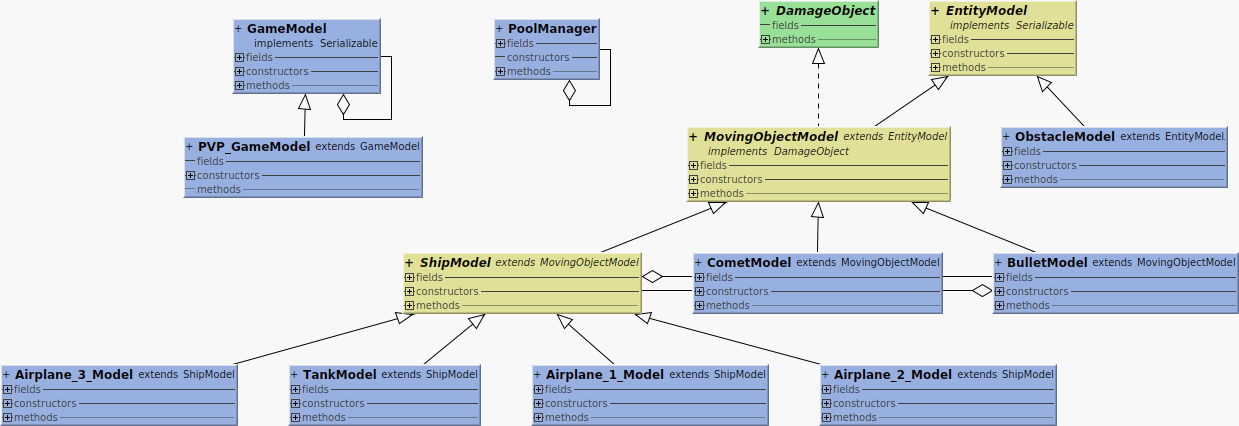 + GameModel
implements Serializable
fields
constructors
methods
+ PoolManager
fields
constructors
methods
+ DamageObject
fields
methods
+ EntityModel
implements Serializable
fields
constructors
methods
+ PVP_GameModel extends GameModel
fields
constructors
methods
+ MovingObjectModel extends EntityModel
implements DamageObject
fields
constructors
methods
+ ObstacleModel extends EntityModel
fields
constructors
methods
+ ShipModel extends MovingObjectModel
fields
constructors
methods
+ CometModel extends MovingObjectModel
fields
constructors
methods
+ BulletModel extends MovingObjectModel
fields
constructors
methods
+ Airplane_3_Model extends ShipModel
fields
constructors
methods
+ TankModel extends ShipModel
fields
constructors
methods
+ Airplane_1_Model extends ShipModel
fields
constructors
methods
+ Airplane_2_Model extends ShipModel
fields
constructors
methods